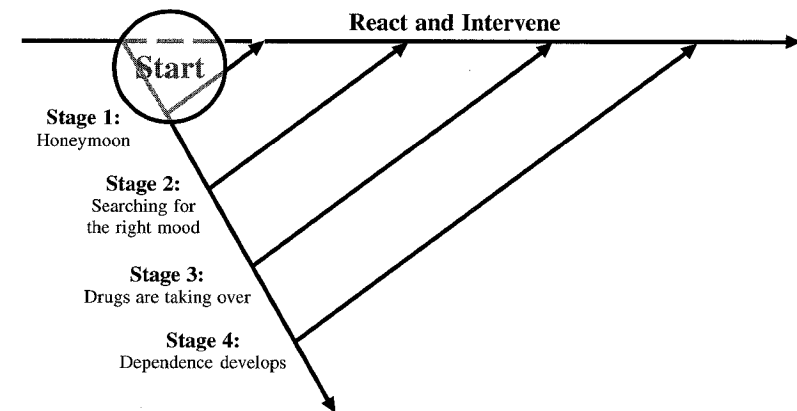 React and Intervene
Start
Stage 1:
Honeymoon
Stage 2:
Searching for
the right mood
Stage 3:
Drugs are taking over
Stage 4:
Dependence develops